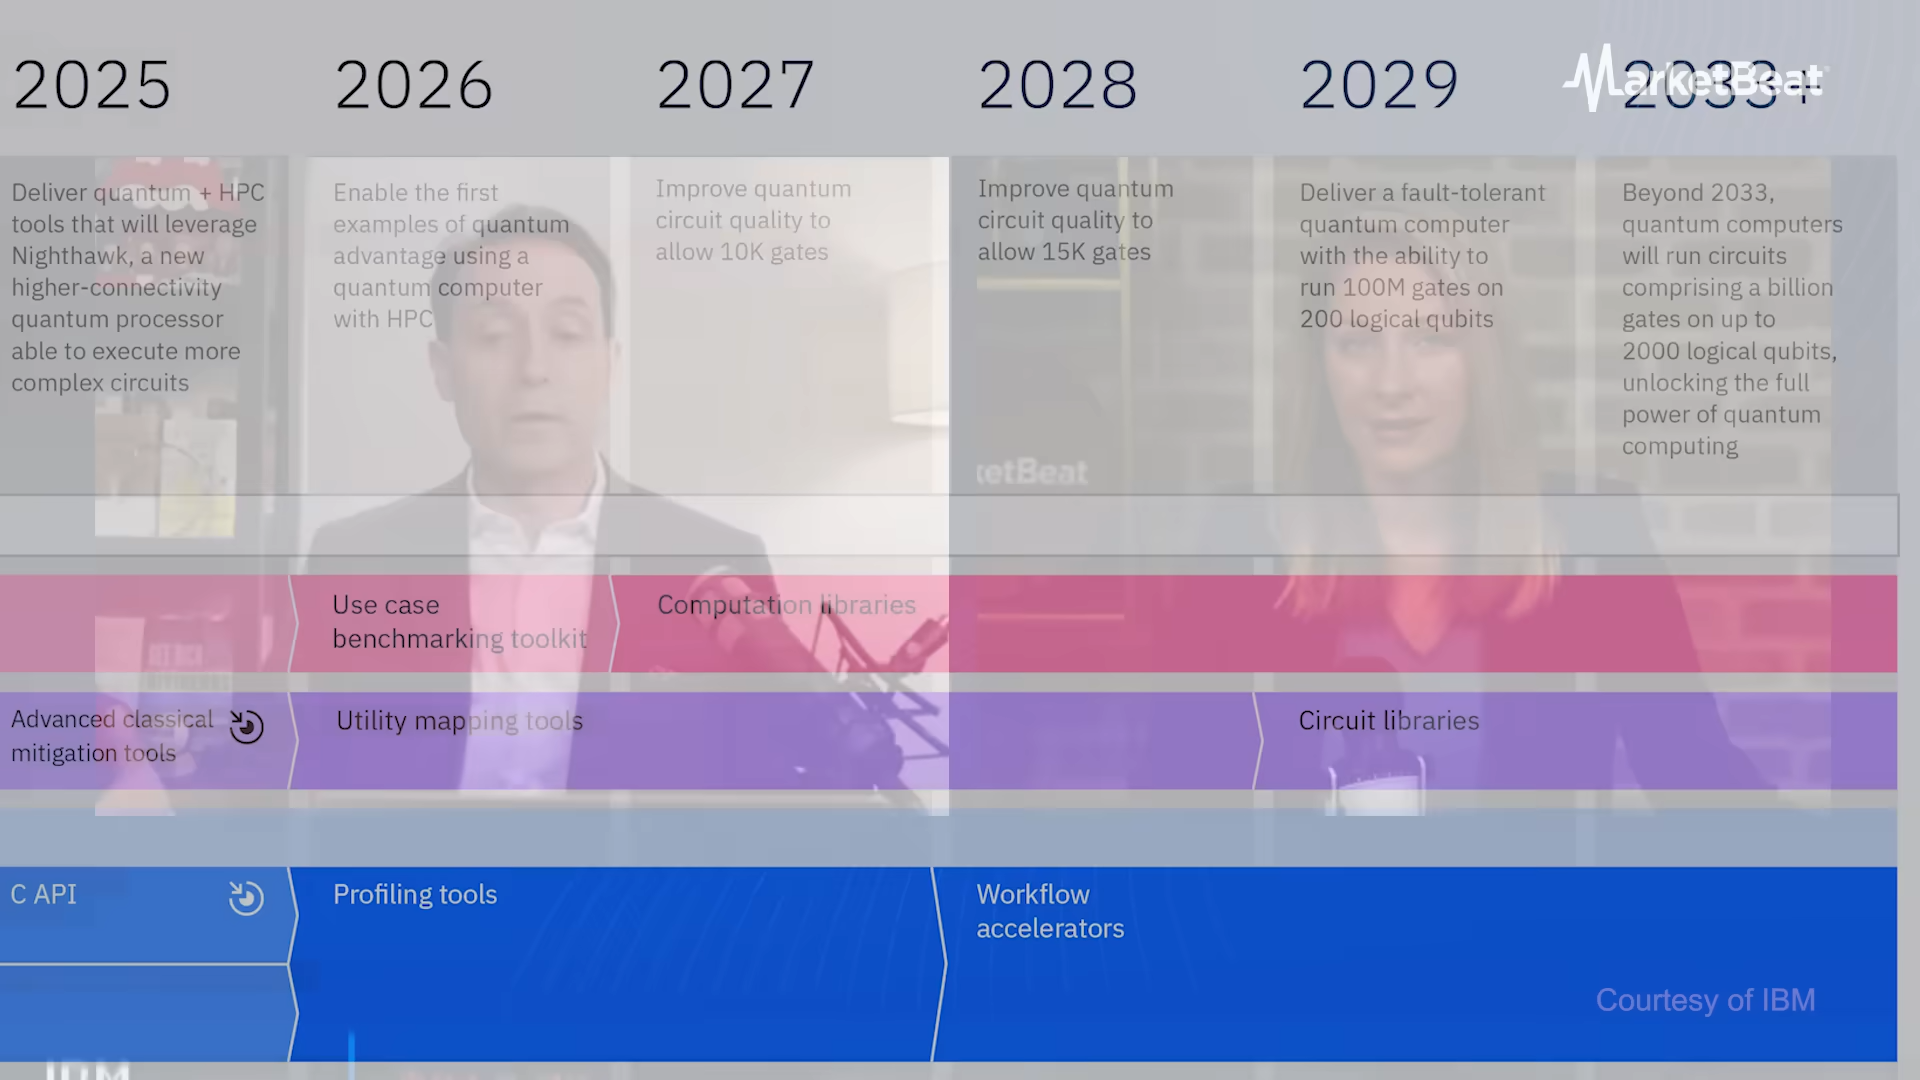 2025
2026
2027
2028
2029
2033+
MarketBeat
Deliver quantum + HPC
tools that will leverage
Nighthawk, a new
higher-connectivity
quantum processor
able to execute more
complex circuits
Enable the first
examples of quantum
advantage using a
quantum computer
with HPC
Improve quantum
circuit quality to
allow 10K gates
Improve quantum
circuit quality to
allow 15K gates
Deliver a fault-tolerant
quantum computer
with the ability to
run 100M gates on
200 logical qubits
Beyond 2033,
quantum computers
will run circuits
comprising a billion
gates on up to
2000 logical qubits,
unlocking the full
power of quantum
computing
etBeat
Use case
benchmarking toolkit
Computation libraries
Advanced classical
mitigation tools
Utility mapping tools
Circuit libraries
C API
Profiling tools
Workflow
accelerators
Courtesy of IBM
IBM